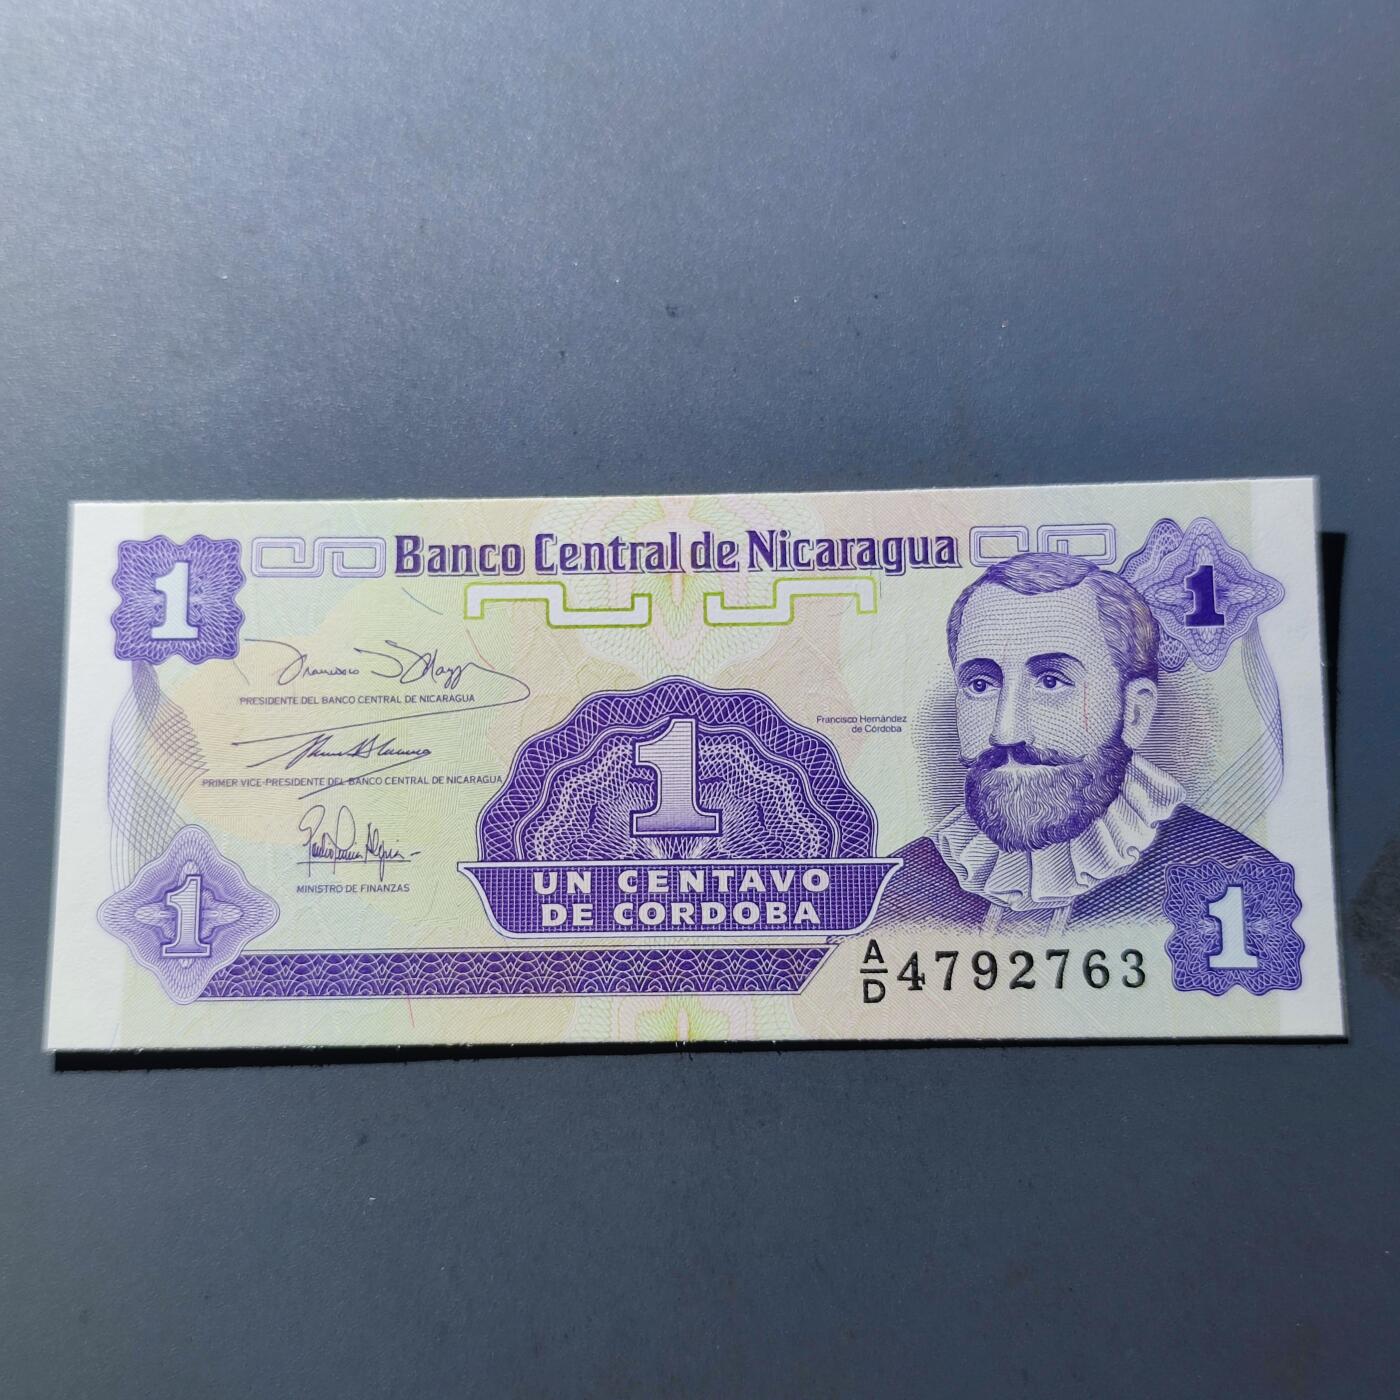 Banco Central de Nicaragua
1
1
PRESIDENTE DEL BANCO CENTRAL DE NICARAGUA
Francisco Hernández
de Córdoba
PRIMER VICE-PRESIDENTE DEL BANCO CENTRAL DE NICARAGUA
1
MINISTRO DE FINANZAS
UN CENTAVO
DE CORDOBA
1
1
A/D 4792763